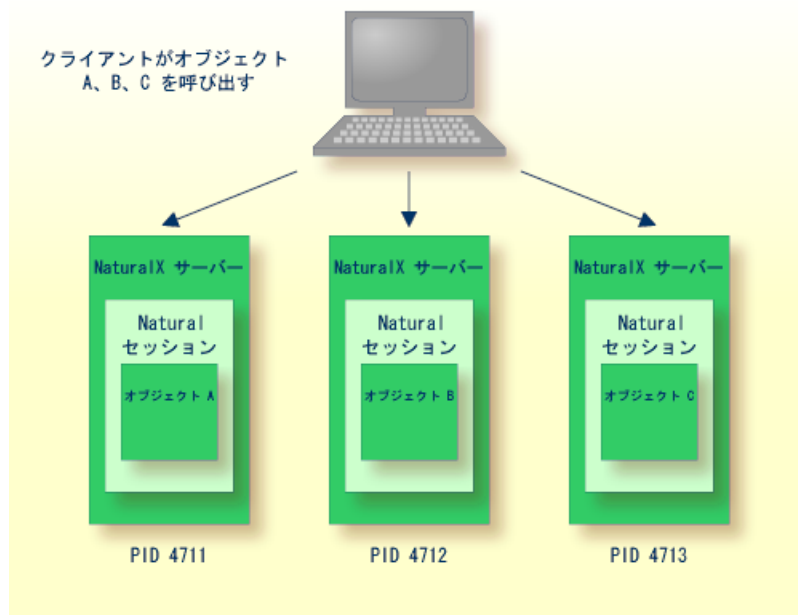 クライアントがオブジェクト
A、B、C を呼び出す
NaturalX サーバー
Natural
セッション
オブジェクト A
PID 4711
NaturalX サーバー
Natural
セッション
オブジェクト B
PID 4712
NaturalX サーバー
Natural
セッション
オブジェクト C
PID 4713